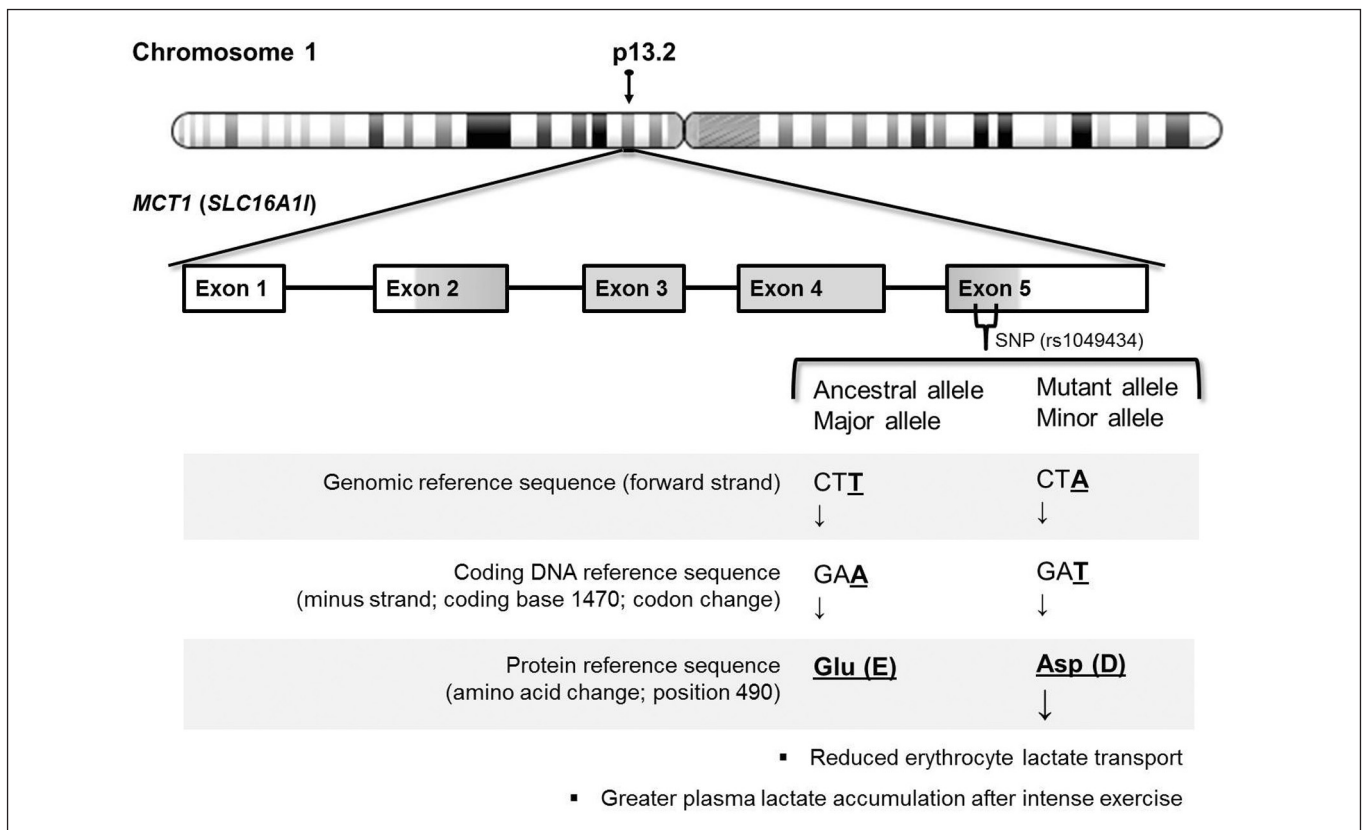 Chromosome 1
p13.2
MCT1 (SLC16A1I)
Exon 1
Exon 2
Exon 3
Exon 4
Exon 5
SNP (rs1049434)
Ancestral allele
Major allele
Mutant allele
Minor allele
Genomic reference sequence (forward strand)
CTT
CTA
↓
↓
Coding DNA reference sequence
(minus strand; coding base 1470; codon change)
GAA
GAT
↓
↓
Protein reference sequence
(amino acid change; position 490)
Glu (E)
Asp (D)
↓
▪ Reduced erythrocyte lactate transport
▪ Greater plasma lactate accumulation after intense exercise